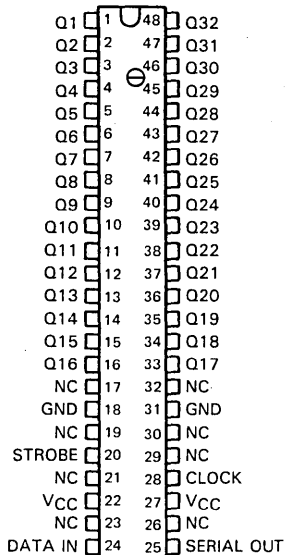 Q1 1 48 Q32
Q2 2 47 Q31
Q3 3 46 Q30
Q4 4 45 Q29
Q5 5 44 Q28
Q6 6 43 Q27
Q7 7 42 Q26
Q8 8 41 Q25
Q9 9 40 Q24
Q10 10 39 Q23
Q11 11 38 Q22
Q12 12 37 Q21
Q13 13 36 Q20
Q14 14 35 Q19
Q15 15 34 Q18
Q16 16 33 Q17
NC 17 32 NC
GND 18 31 GND
NC 19 30 NC
STROBE 20 29 NC
NC 21 28 CLOCK
VCC 22 27 VCC
NC 23 26 NC
DATA IN 24 25 SERIAL OUT